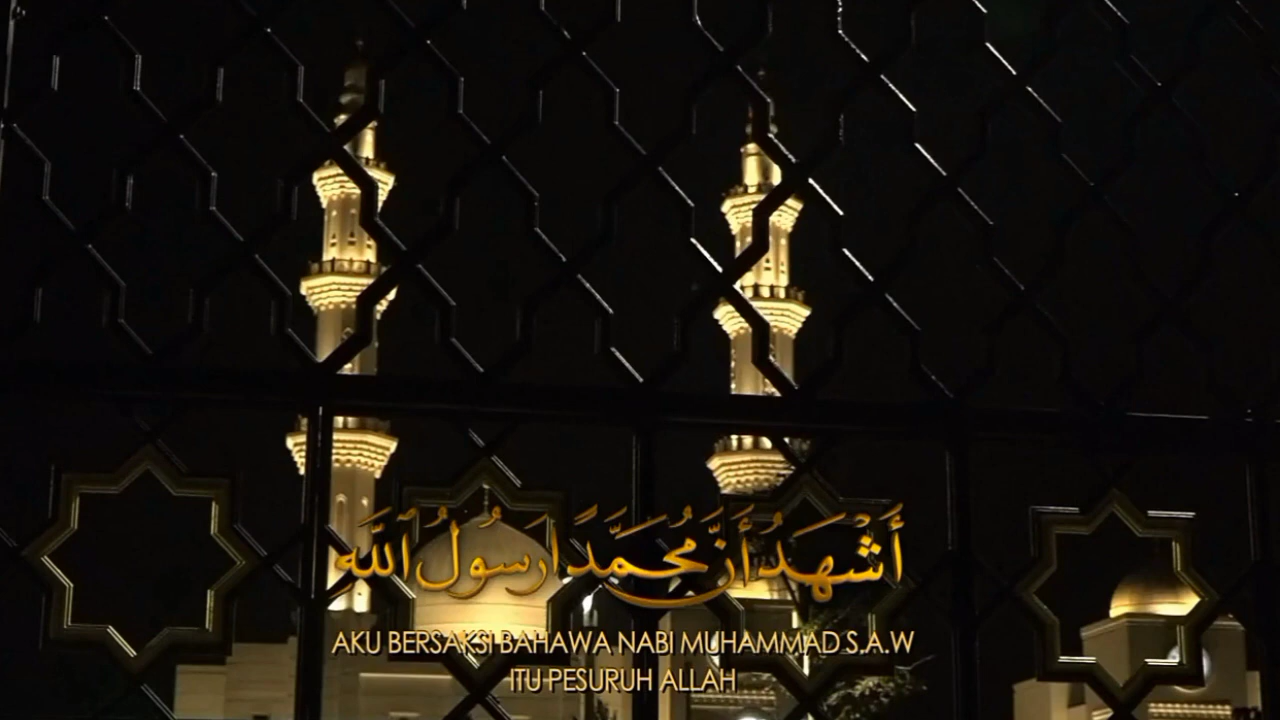 أَشْهَدُ أَنَّ مُحَمَّدًا رَسُولُ ٱللَّهِ
AKU BERSAKSI BAHAWA NABI MUHAMMAD S.A.W
ITU PESURUH ALLAH